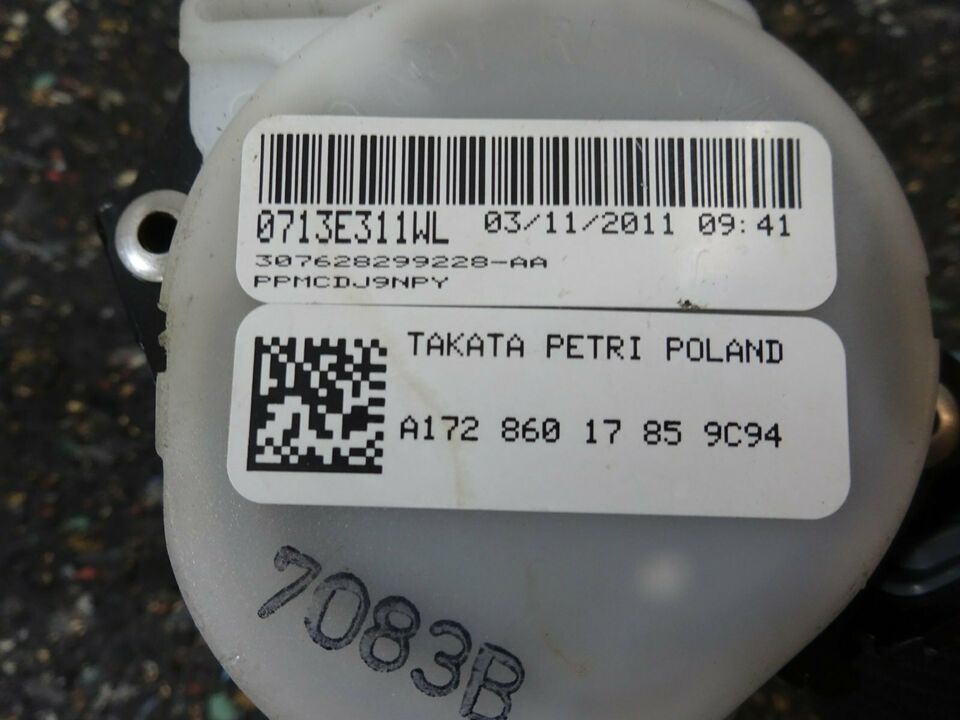 0713E311WL 03/11/2011 09:41
307628299228-AA
PPMCDJ9NPY
TAKATA PETRI POLAND
A172 860 17 85 9C94
7083B